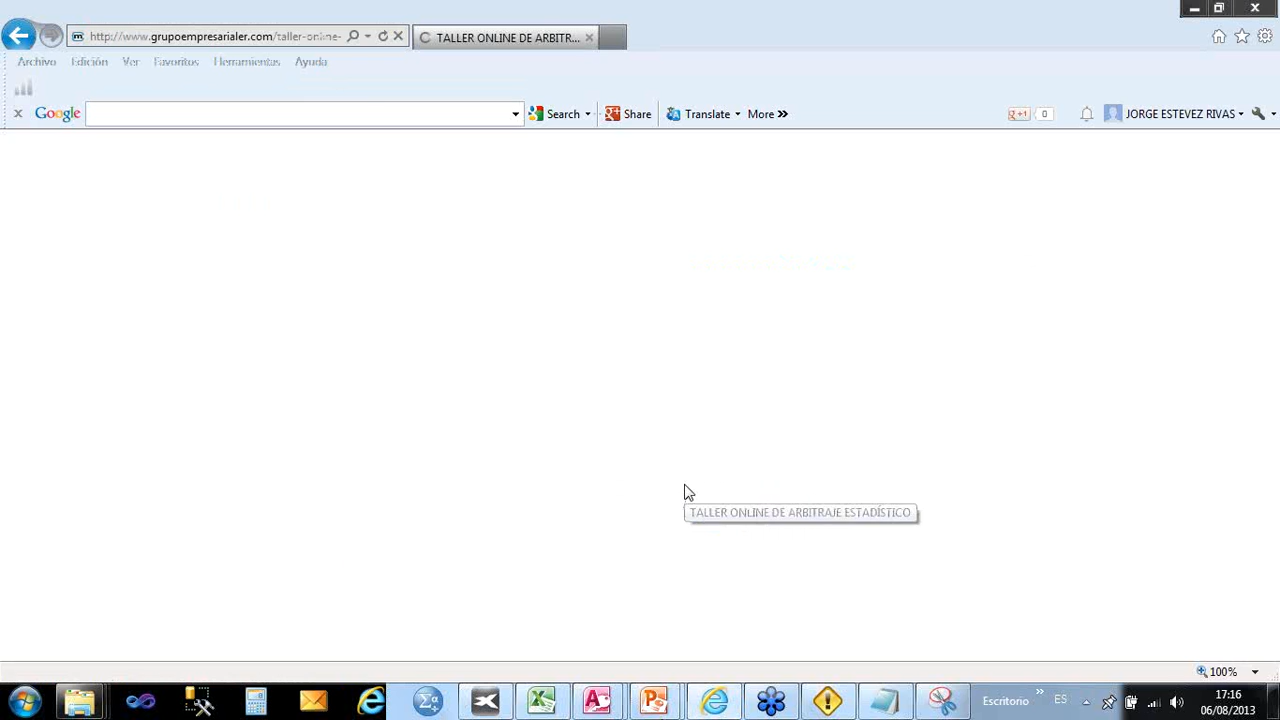 http://www.grupoempresarialer.com/taller-online-
TALLER ONLINE DE ARBITR...
Archivo Edición Ver Favoritos Herramientas Ayuda
Google Search Share Translate More »
+1 0 JORGE ESTEVEZ RIVAS
TALLER ONLINE DE ARBITRAJE ESTADÍSTICO
100%
Escritorio » ES
17:16
06/08/2013